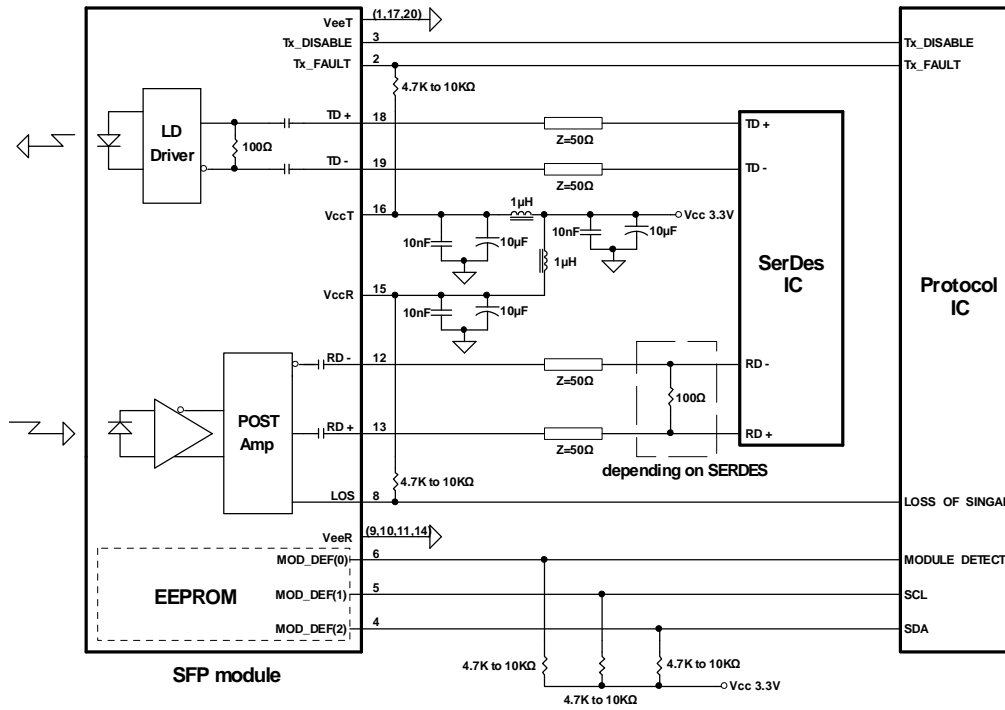 VeeT
(1,17,20)
Tx_DISABLE
3
Tx_DISABLE
Tx_FAULT
2
Tx_FAULT
4.7K to 10KΩ
LD
Driver
100Ω
TD +
18
Z=50Ω
TD +
TD -
19
Z=50Ω
TD -
VccT
16
1µH
Vcc 3.3V
10nF
10µF
10nF
10µF
1µH
SerDes
IC
Protocol
IC
VccR
15
10nF
10µF
RD -
12
Z=50Ω
RD -
POST
Amp
100Ω
RD +
13
Z=50Ω
RD +
depending on SERDES
4.7K to 10KΩ
LOS
8
LOSS OF SINGAL
VeeR
(9,10,11,14)
MOD_DEF(0)
6
MODULE DETECT
EEPROM
MOD_DEF(1)
5
SCL
MOD_DEF(2)
4
SDA
4.7K to 10KΩ
4.7K to 10KΩ
4.7K to 10KΩ
Vcc 3.3V
SFP module